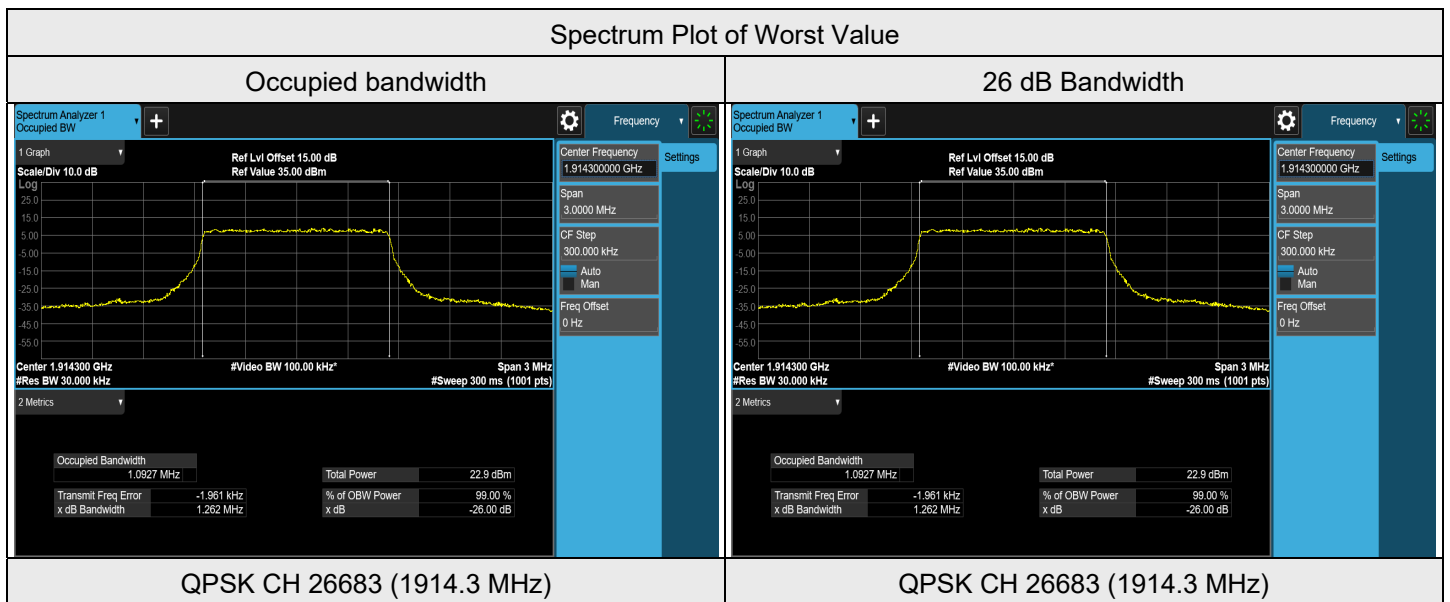 Spectrum Plot of Worst Value
Occupied bandwidth
26 dB Bandwidth
Spectrum Analyzer 1
Occupied BW
+
Frequency
1 Graph
Scale/Div 10.0 dB
Ref Lvl Offset 15.00 dB
Ref Value 35.00 dBm
Log
25.0
15.0
5.00
-5.00
-15.0
-25.0
-35.0
-45.0
-55.0
Center 1.914300 GHz
#Video BW 100.00 kHz*
Span 3 MHz
#Res BW 30.000 kHz
#Sweep 300 ms (1001 pts)
Center Frequency
1.914300000 GHz
Settings
Span
3.0000 MHz
CF Step
300.000 kHz
Auto
Man
Freq Offset
0 Hz
2 Metrics
Occupied Bandwidth
1.0927 MHz
Total Power 22.9 dBm
Transmit Freq Error -1.961 kHz
% of OBW Power 99.00 %
x dB Bandwidth 1.262 MHz
x dB -26.00 dB
Spectrum Analyzer 1
Occupied BW
+
Frequency
1 Graph
Scale/Div 10.0 dB
Ref Lvl Offset 15.00 dB
Ref Value 35.00 dBm
Log
25.0
15.0
5.00
-5.00
-15.0
-25.0
-35.0
-45.0
-55.0
Center 1.914300 GHz
#Video BW 100.00 kHz*
Span 3 MHz
#Res BW 30.000 kHz
#Sweep 300 ms (1001 pts)
Center Frequency
1.914300000 GHz
Settings
Span
3.0000 MHz
CF Step
300.000 kHz
Auto
Man
Freq Offset
0 Hz
2 Metrics
Occupied Bandwidth
1.0927 MHz
Total Power 22.9 dBm
Transmit Freq Error -1.961 kHz
% of OBW Power 99.00 %
x dB Bandwidth 1.262 MHz
x dB -26.00 dB
QPSK CH 26683 (1914.3 MHz)
QPSK CH 26683 (1914.3 MHz)